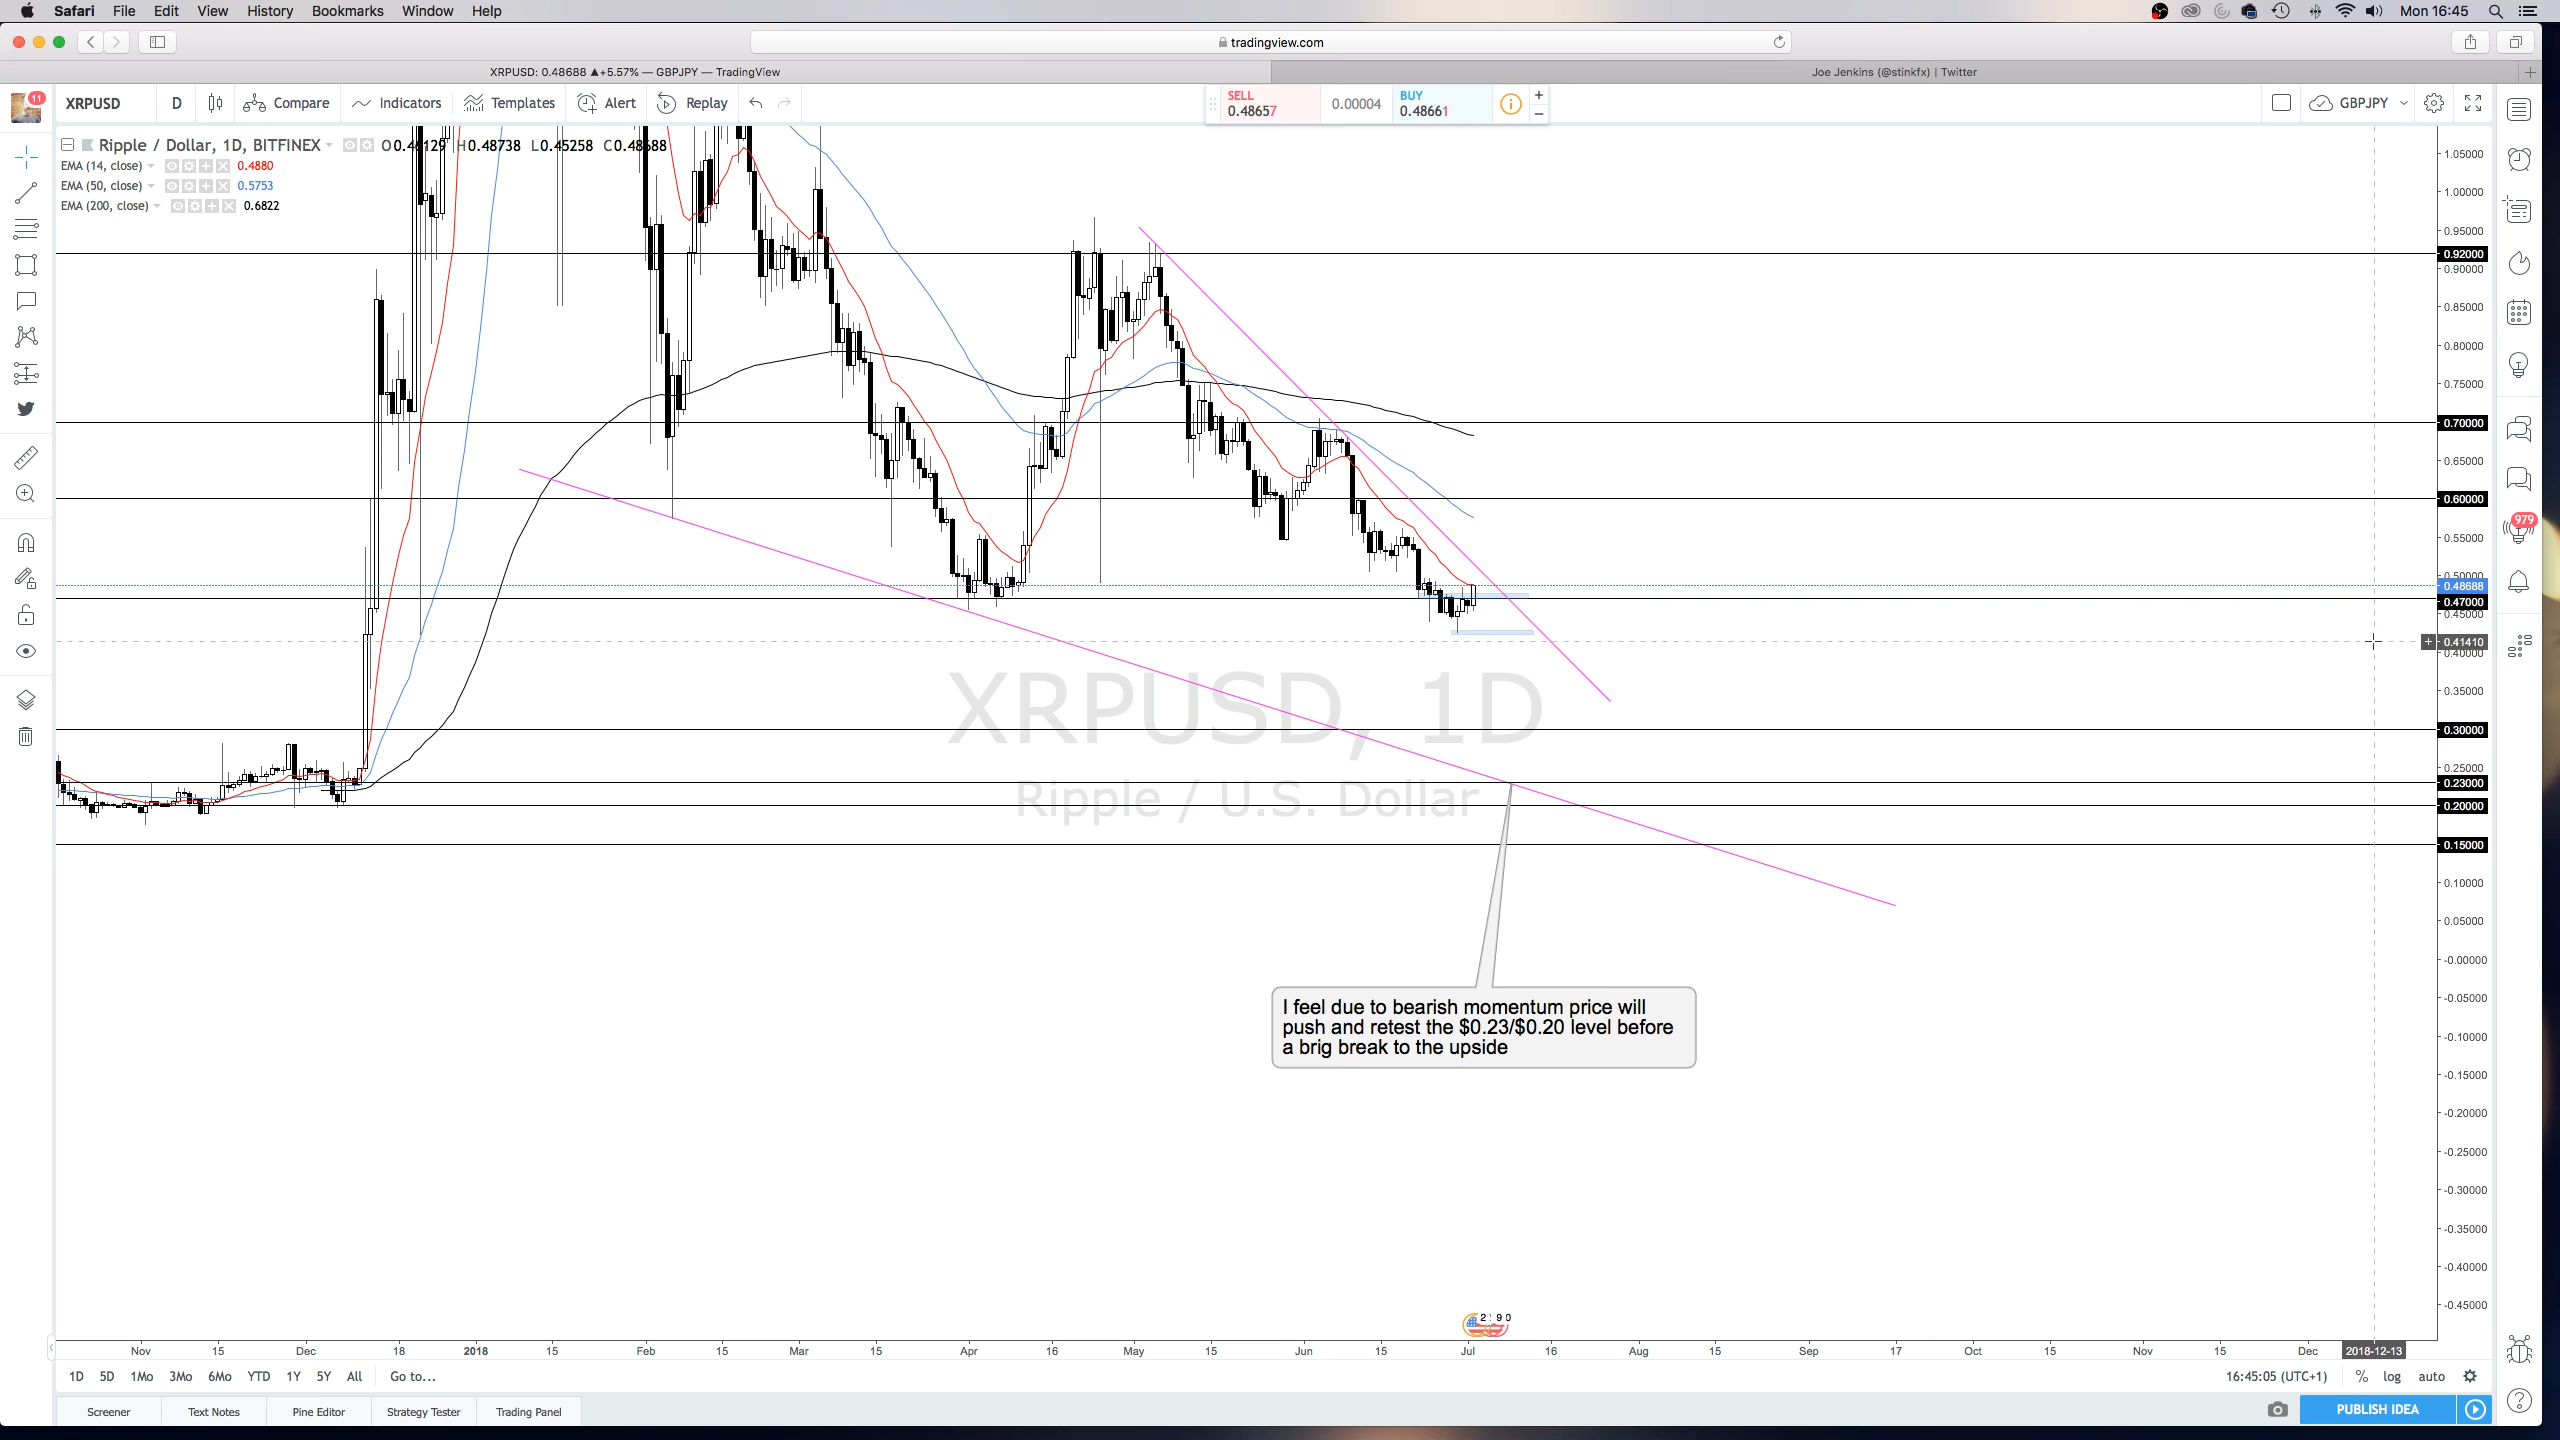 Safari File Edit View History Bookmarks Window Help Mon 16:45
tradingview.com
XRPUSD: 0.48688 ▲+5.57% — GBPJPY — TradingView
Joe Jenkins (@stinkfx) | Twitter
11
XRPUSD D Compare Indicators Templates Alert Replay
SELL
0.48657
0.00004
BUY
0.48661
GBPJPY
Ripple / Dollar, 1D, BITFINEX H0.48738 L0.45258
EMA (14, close) 0.4880
EMA (50, close) 0.5753
EMA (200, close) 0.6822
1.05000
1.00000
0.95000
0.92000
0.90000
0.85000
0.80000
0.75000
0.70000
0.65000
0.60000
0.55000
0.50000
0.48688
0.47000
0.45000
0.41410
0.40000
0.35000
0.30000
0.25000
0.23000
0.20000
0.15000
0.10000
0.05000
-0.00000
-0.05000
-0.10000
-0.15000
-0.20000
-0.25000
-0.30000
-0.35000
-0.40000
-0.45000
979
XRPUSD, 1D
Ripple / U.S. Dollar
I feel due to bearish momentum price will
push and retest the $0.23/$0.20 level before
a brig break to the upside
Nov 15 Dec 18 2018 15 Feb 15 Mar 15 Apr 16 May 15 Jun 15 Jul 16 Aug 15 Sep 17 Oct 15 Nov 15 Dec 2018-12-13
1D 5D 1Mo 3Mo 6Mo YTD 1Y 5Y All Go to...
16:45:05 (UTC+1) % log auto
Screener Text Notes Pine Editor Strategy Tester Trading Panel
PUBLISH IDEA